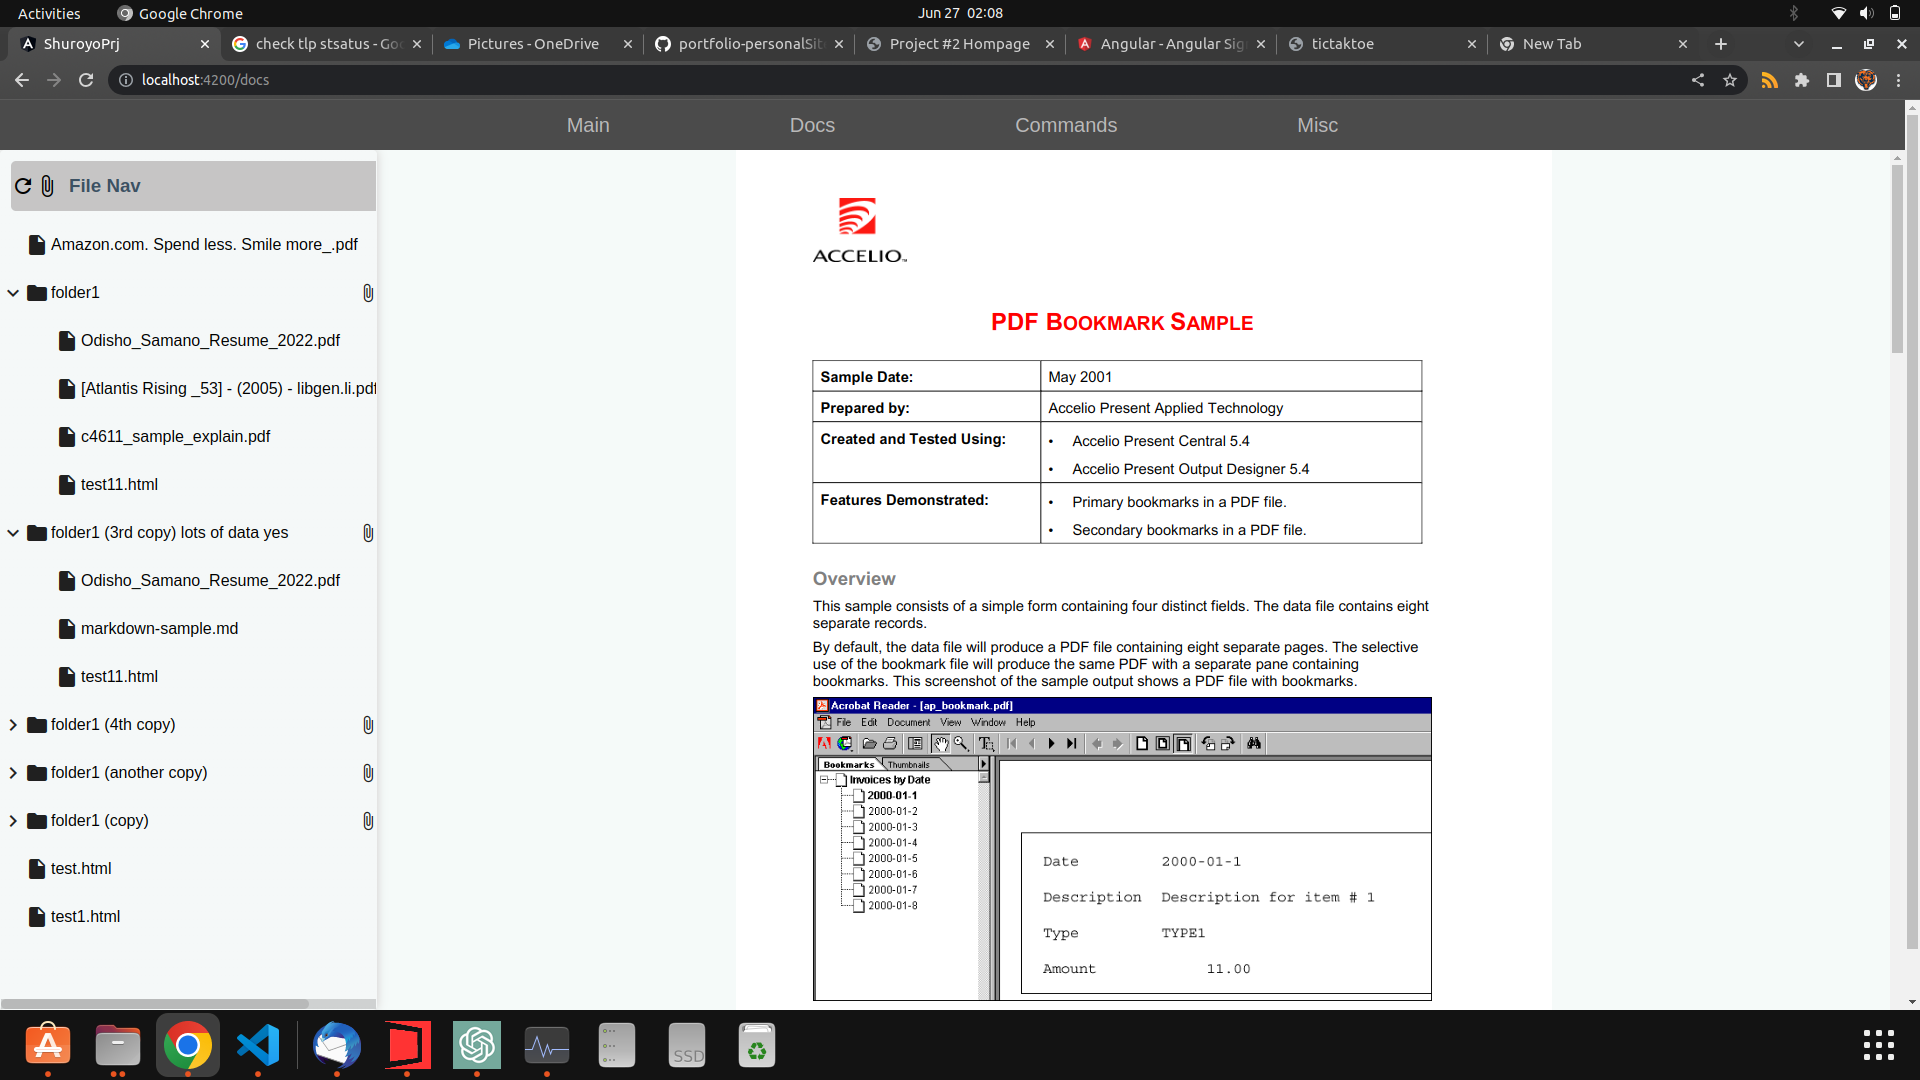 Activities
Google Chrome
Jun 27 02:08
ShuroyoPrj
check tlp stsatus - Goo
Pictures - OneDrive
portfolio-personalSit
Project #2 Hompage
Angular - Angular Sig
tictaktoe
New Tab
localhost:4200/docs
Main
Docs
Commands
Misc
File Nav
Amazon.com. Spend less. Smile more_.pdf
folder1
Odisho_Samano_Resume_2022.pdf
[Atlantis Rising _53] - (2005) - libgen.li.pdf
c4611_sample_explain.pdf
test11.html
folder1 (3rd copy) lots of data yes
Odisho_Samano_Resume_2022.pdf
markdown-sample.md
test11.html
folder1 (4th copy)
folder1 (another copy)
folder1 (copy)
test.html
test1.html
ACCELIO™
PDF BOOKMARK SAMPLE
Sample Date: May 2001
Prepared by: Accelio Present Applied Technology
Created and Tested Using: • Accelio Present Central 5.4
• Accelio Present Output Designer 5.4
Features Demonstrated: • Primary bookmarks in a PDF file.
• Secondary bookmarks in a PDF file.
Overview
This sample consists of a simple form containing four distinct fields. The data file contains eight
separate records.
By default, the data file will produce a PDF file containing eight separate pages. The selective
use of the bookmark file will produce the same PDF with a separate pane containing
bookmarks. This screenshot of the sample output shows a PDF file with bookmarks.
Acrobat Reader - [ap_bookmark.pdf]
File Edit Document View Window Help
Bookmarks Thumbnails
Invoices by Date
2000-01-1
2000-01-2
2000-01-3
2000-01-4
2000-01-5
2000-01-6
2000-01-7
2000-01-8
Date 2000-01-1
Description Description for item # 1
Type TYPE1
Amount 11.00
SSD